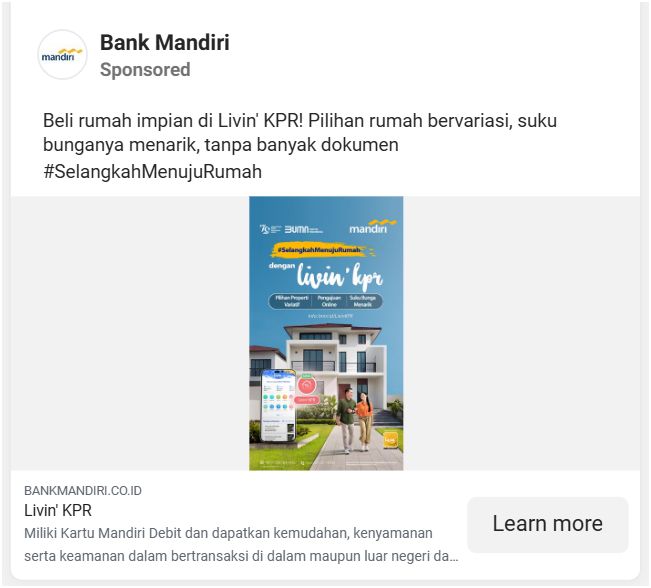 mandiri
Bank Mandiri
Sponsored
Beli rumah impian di Livin' KPR! Pilihan rumah bervariasi, suku
bunganya menarik, tanpa banyak dokumen
#SelangkahMenujuRumah
BUMN
mandiri
#SelangkahMenujuRumah
dengan
livin' kpr
Pilihan Properti Variatif
Pengajuan Online
Suku Bunga Menarik
BANKMANDIRI.CO.ID
Livin' KPR
Miliki Kartu Mandiri Debit dan dapatkan kemudahan, kenyamanan
serta keamanan dalam bertransaksi di dalam maupun luar negeri da...
Learn more